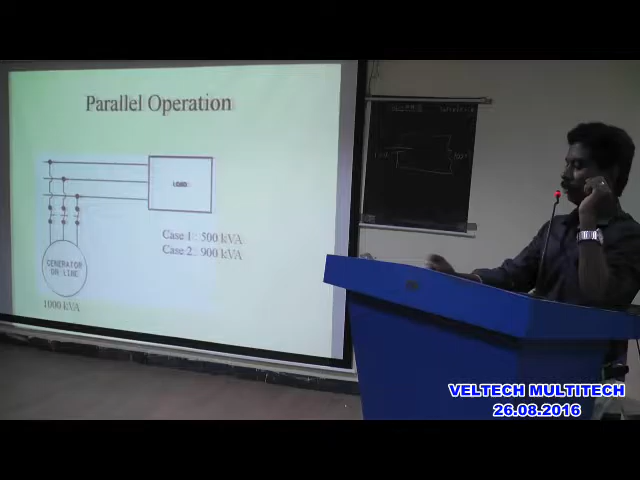 Parallel Operation
LOAD
Case 1 : 500 kVA
Case 2 : 900 kVA
GENERATOR
ON LINE
1000 kVA
VELTECH MULTITECH
26.08.2016